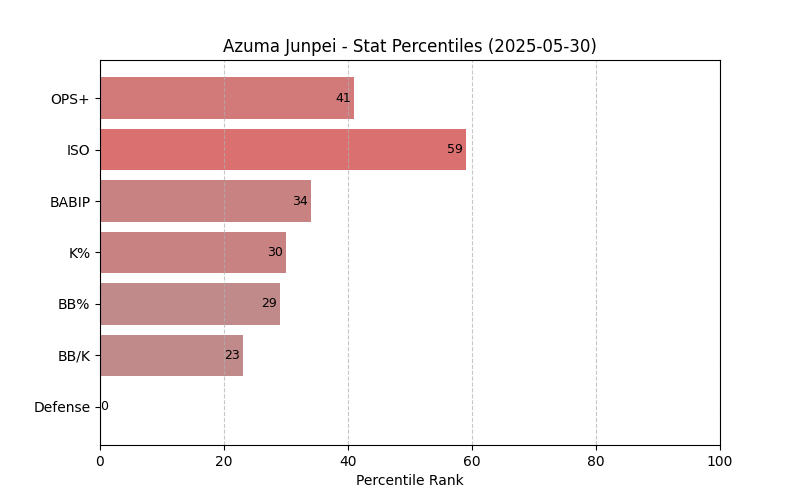 Azuma Junpei - Stat Percentiles (2025-05-30)
OPS+ 41
ISO 59
BABIP 34
K% 30
BB% 29
BB/K 23
Defense 0
0 20 40 60 80 100
Percentile Rank